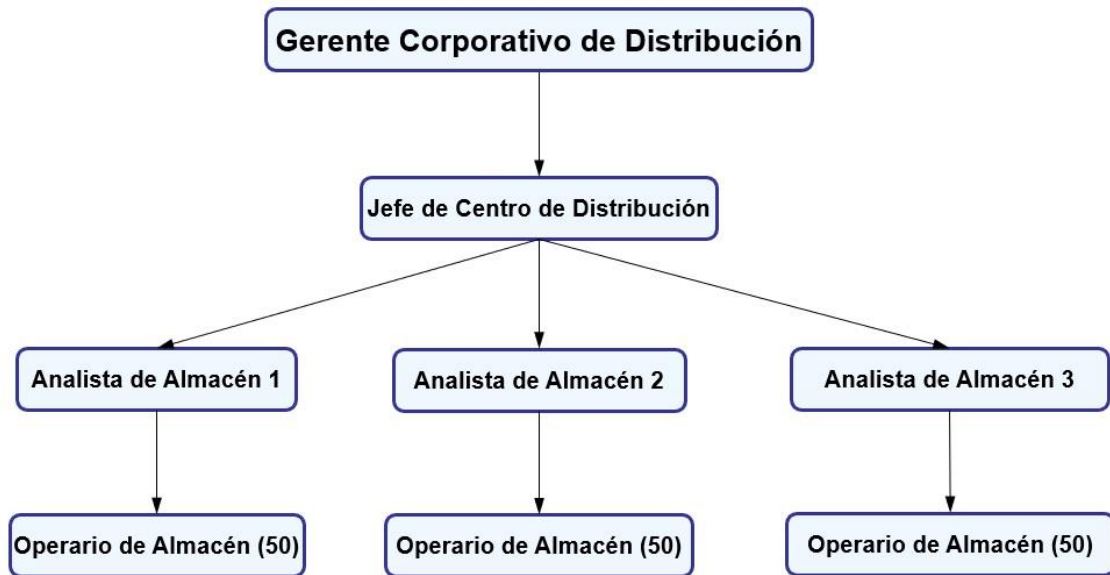 Gerente Corporativo de Distribución
Jefe de Centro de Distribución
Analista de Almacén 1
Analista de Almacén 2
Analista de Almacén 3
Operario de Almacén (50)
Operario de Almacén (50)
Operario de Almacén (50)